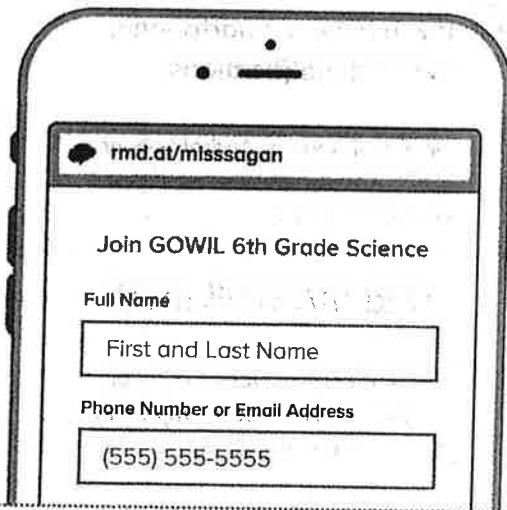 rmd.at/misssagan
Join GOWIL 6th Grade Science
Full Name
First and Last Name
Phone Number or Email Address
(555) 555-5555